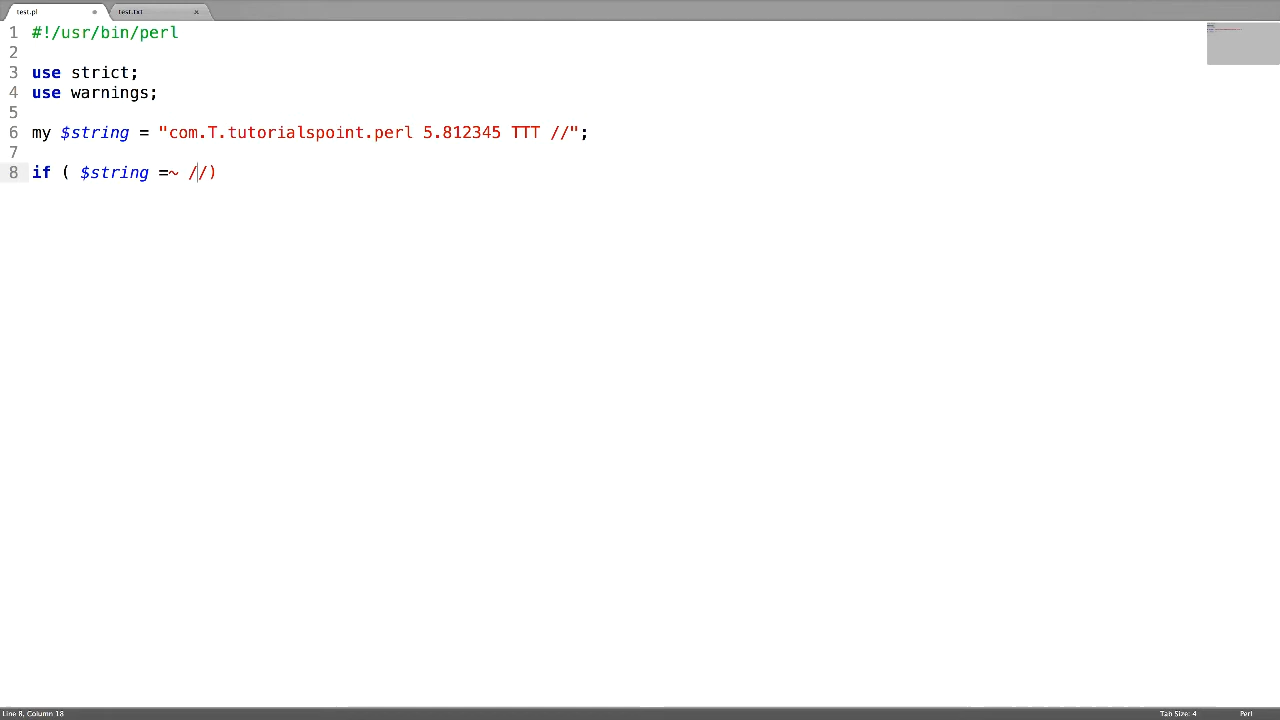 test.pl
test.txt
1 #!/usr/bin/perl
2
3 use strict;
4 use warnings;
5
6 my $string = "com.T.tutorialspoint.perl 5.812345 TTT //";
7
8 if ( $string =~ //)
Line 8, Column 18
Tab Size: 4
Perl